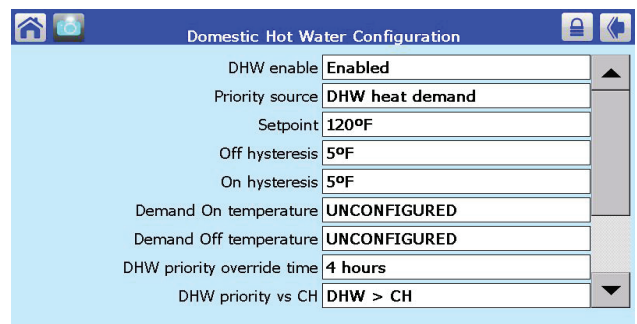 Domestic Hot Water Configuration
DHW enable Enabled
Priority source DHW heat demand
Setpoint 120ºF
Off hysteresis 5ºF
On hysteresis 5ºF
Demand On temperature UNCONFIGURED
Demand Off temperature UNCONFIGURED
DHW priority override time 4 hours
DHW priority vs CH DHW > CH